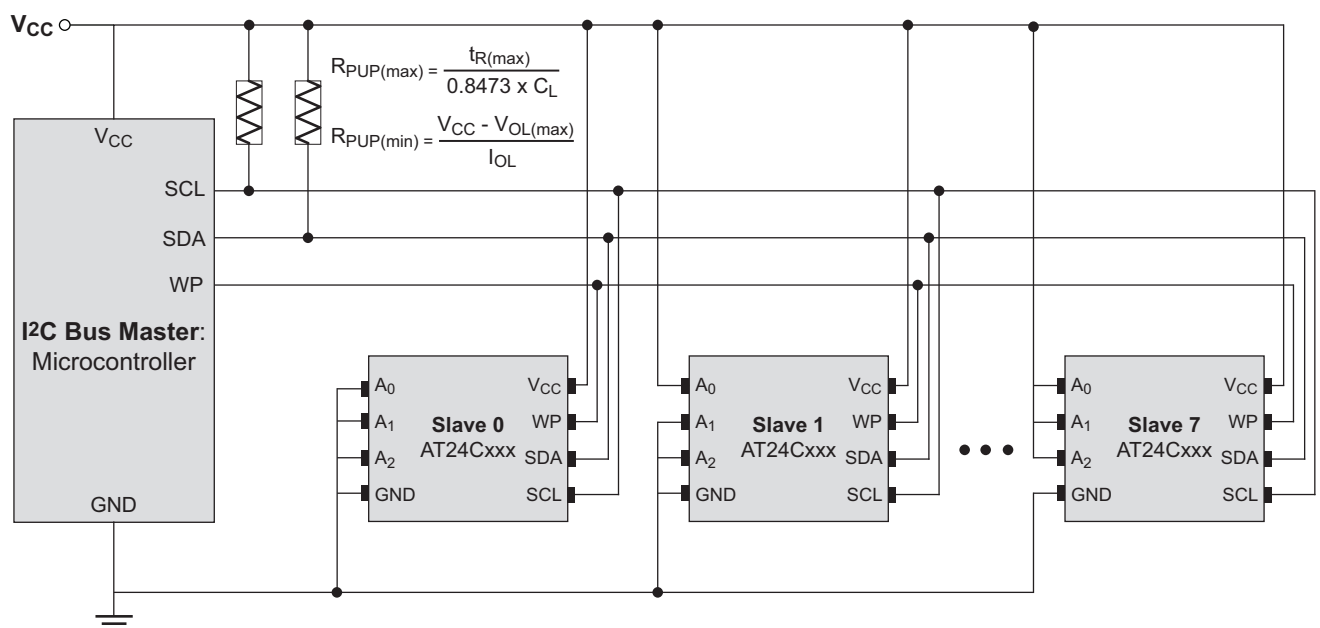 VCC
RPUP(max) = tR(max) / 0.8473 x CL
RPUP(min) = VCC - VOL(max) / IOL
VCC
SCL
SDA
WP
I2C Bus Master:
Microcontroller
GND
A0
A1
A2
GND
Slave 0
AT24Cxxx
VCC
WP
SDA
SCL
A0
A1
A2
GND
Slave 1
AT24Cxxx
VCC
WP
SDA
SCL
A0
A1
A2
GND
Slave 7
AT24Cxxx
VCC
WP
SDA
SCL